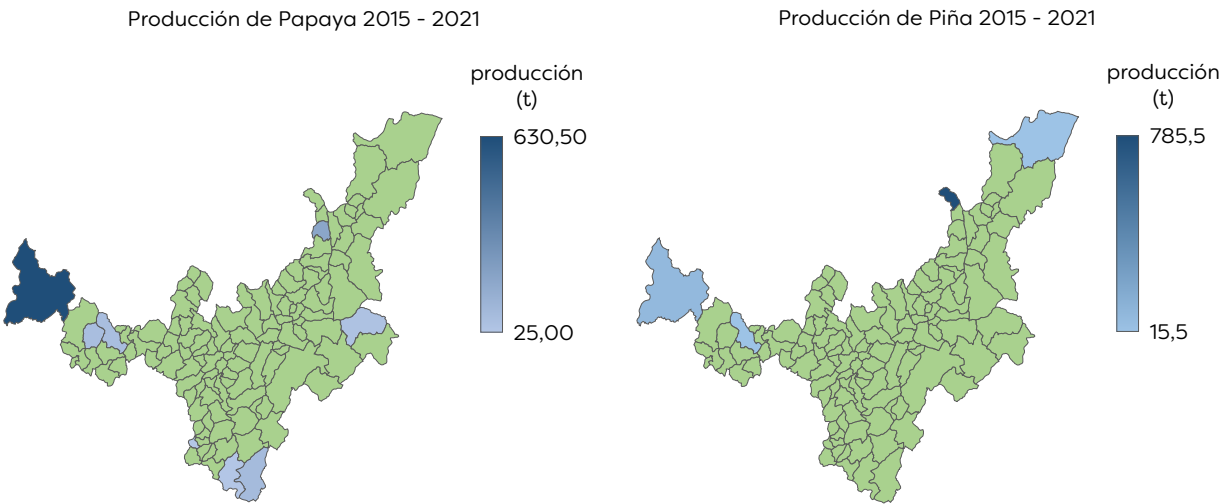 Producción de Papaya 2015 - 2021
producción
(t)
630,50
25,00
Producción de Piña 2015 - 2021
producción
(t)
785,5
15,5